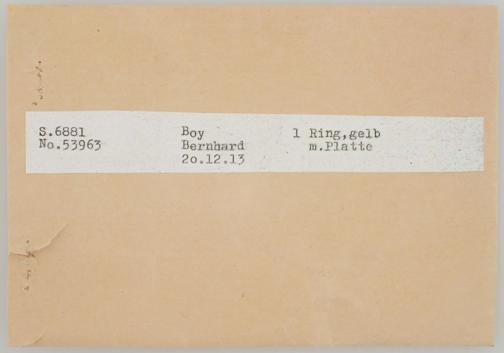 S.6881 Boy 1 Ring,gelb
No.53963 Bernhard m.Platte
2o.12.13